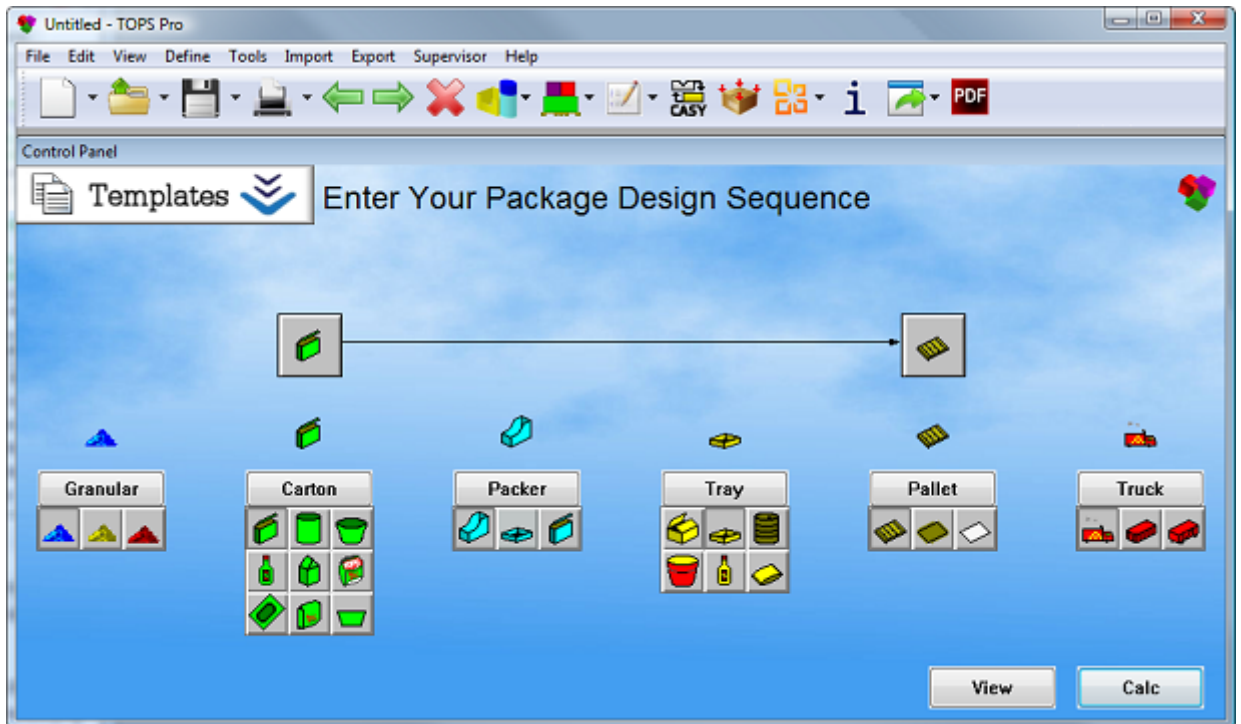 Untitled - TOPS Pro
File Edit View Define Tools Import Export Supervisor Help
CASY i PDF
Control Panel
Templates Enter Your Package Design Sequence
Granular Carton Packer Tray Pallet Truck
View Calc